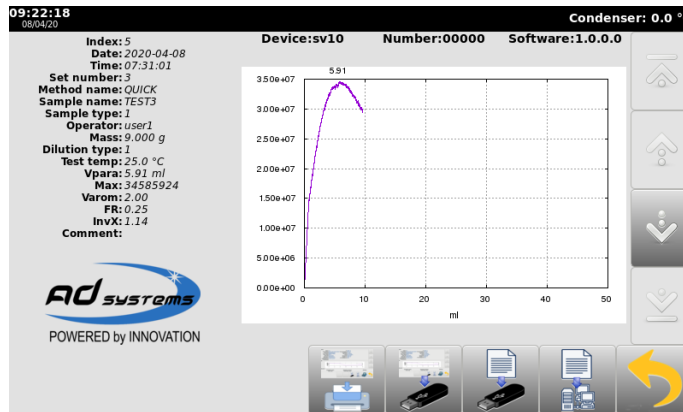 09:22:18
08/04/20
Condenser: 0.0 °
Device:sv10 Number:00000 Software:1.0.0.0
Index: 5
Date: 2020-04-08
Time: 07:31:01
Set number: 3
Method name: QUICK
Sample name: TEST3
Sample type: 1
Operator: user1
Mass: 9.000 g
Dilution type: 1
Test temp: 25.0 °C
Vpara: 5.91 ml
Max: 34585924
Varom: 2.00
FR: 0.25
InvX: 1.14
Comment:
ad systems
POWERED by INNOVATION
5.91
3.50e+07
3.00e+07
2.50e+07
2.00e+07
1.50e+07
1.00e+07
5.00e+06
0.00e+00
0 10 20 30 40 50
ml